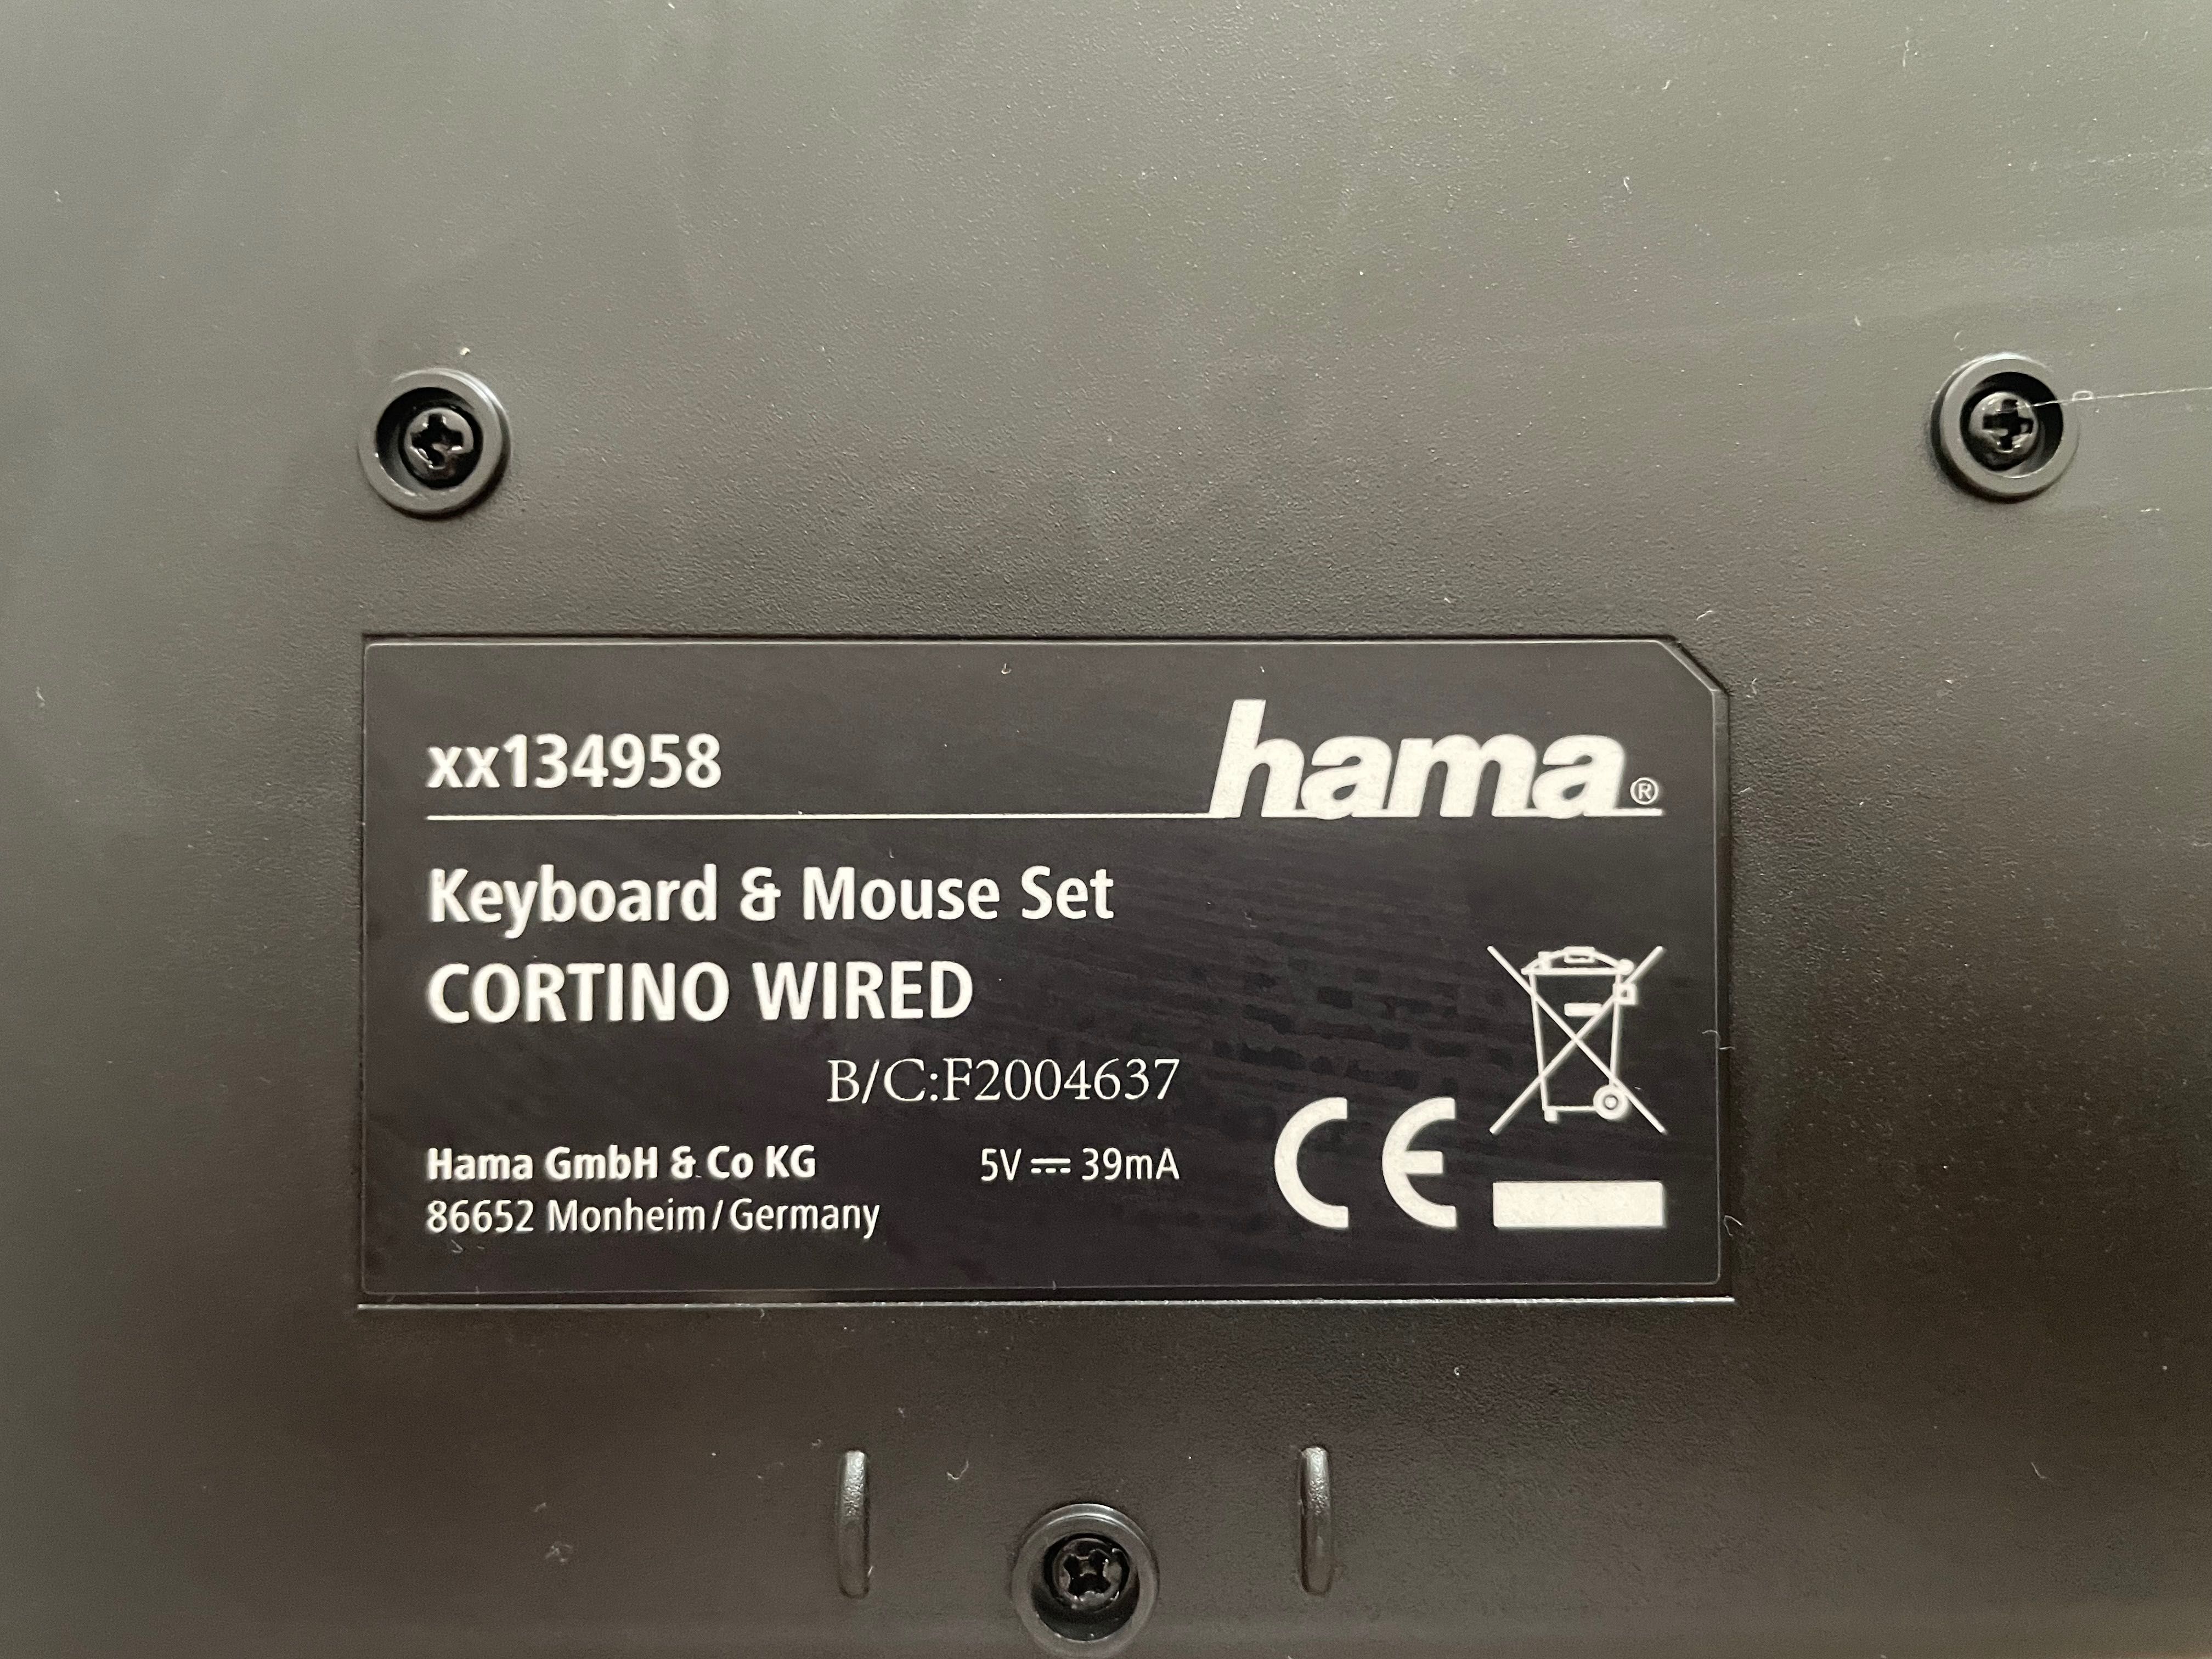 xx134958
hama®
Keyboard & Mouse Set
CORTINO WIRED
B/C:F2004637
Hama GmbH & Co KG
5V ⎓ 39mA
86652 Monheim/Germany
CE